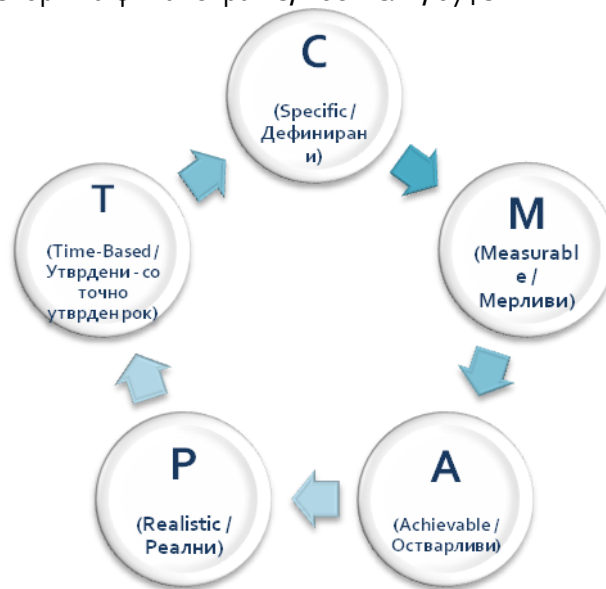 С
(Specific /
Дефиниран
и)
М
(Measurabl
e /
Мерливи)
А
(Achievable /
Остварливи)
Р
(Realistic /
Реални)
Т
(Time-Based /
Утврдени - со
точно
утврден рок)